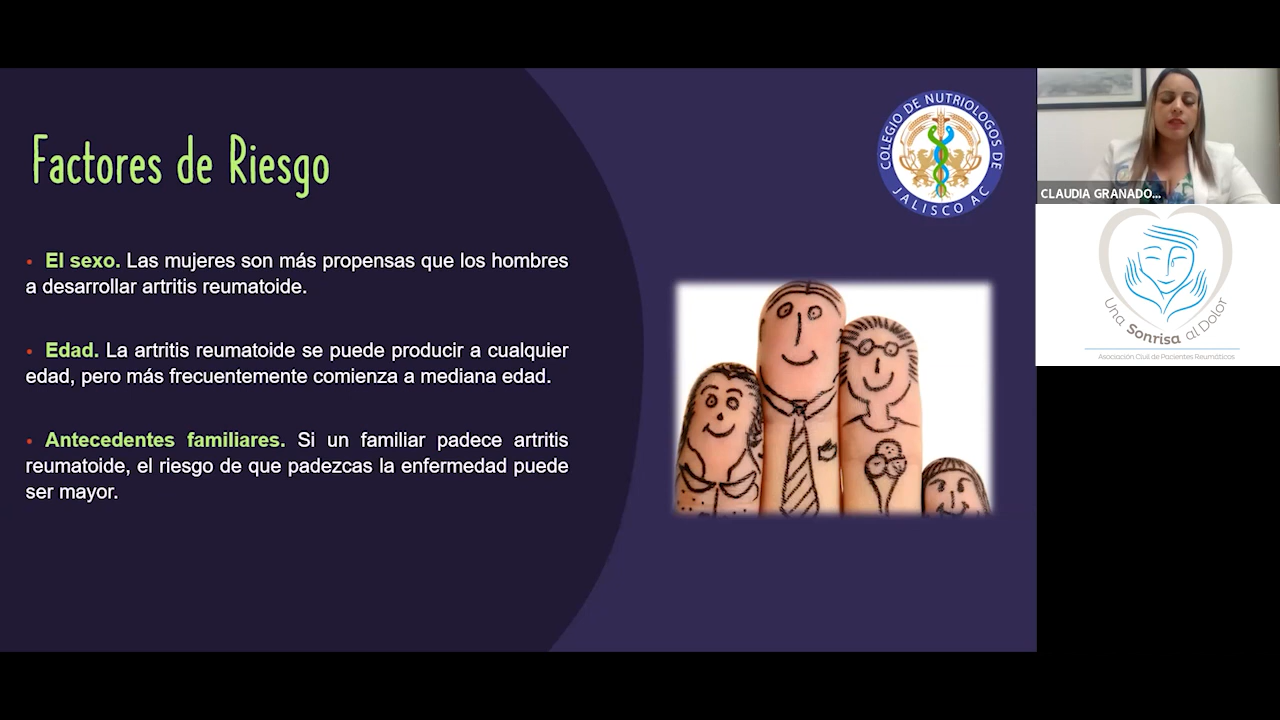 Factores de Riesgo
• El sexo. Las mujeres son más propensas que los hombres
a desarrollar artritis reumatoide.
• Edad. La artritis reumatoide se puede producir a cualquier
edad, pero más frecuentemente comienza a mediana edad.
• Antecedentes familiares. Si un familiar padece artritis
reumatoide, el riesgo de que padezcas la enfermedad puede
ser mayor.
COLEGIO DE NUTRIOLOGOS DE
JALISCO AC
CLAUDIA GRANADO...
Una Sonrisa al Dolor
Asociación Civil de Pacientes Reumáticos